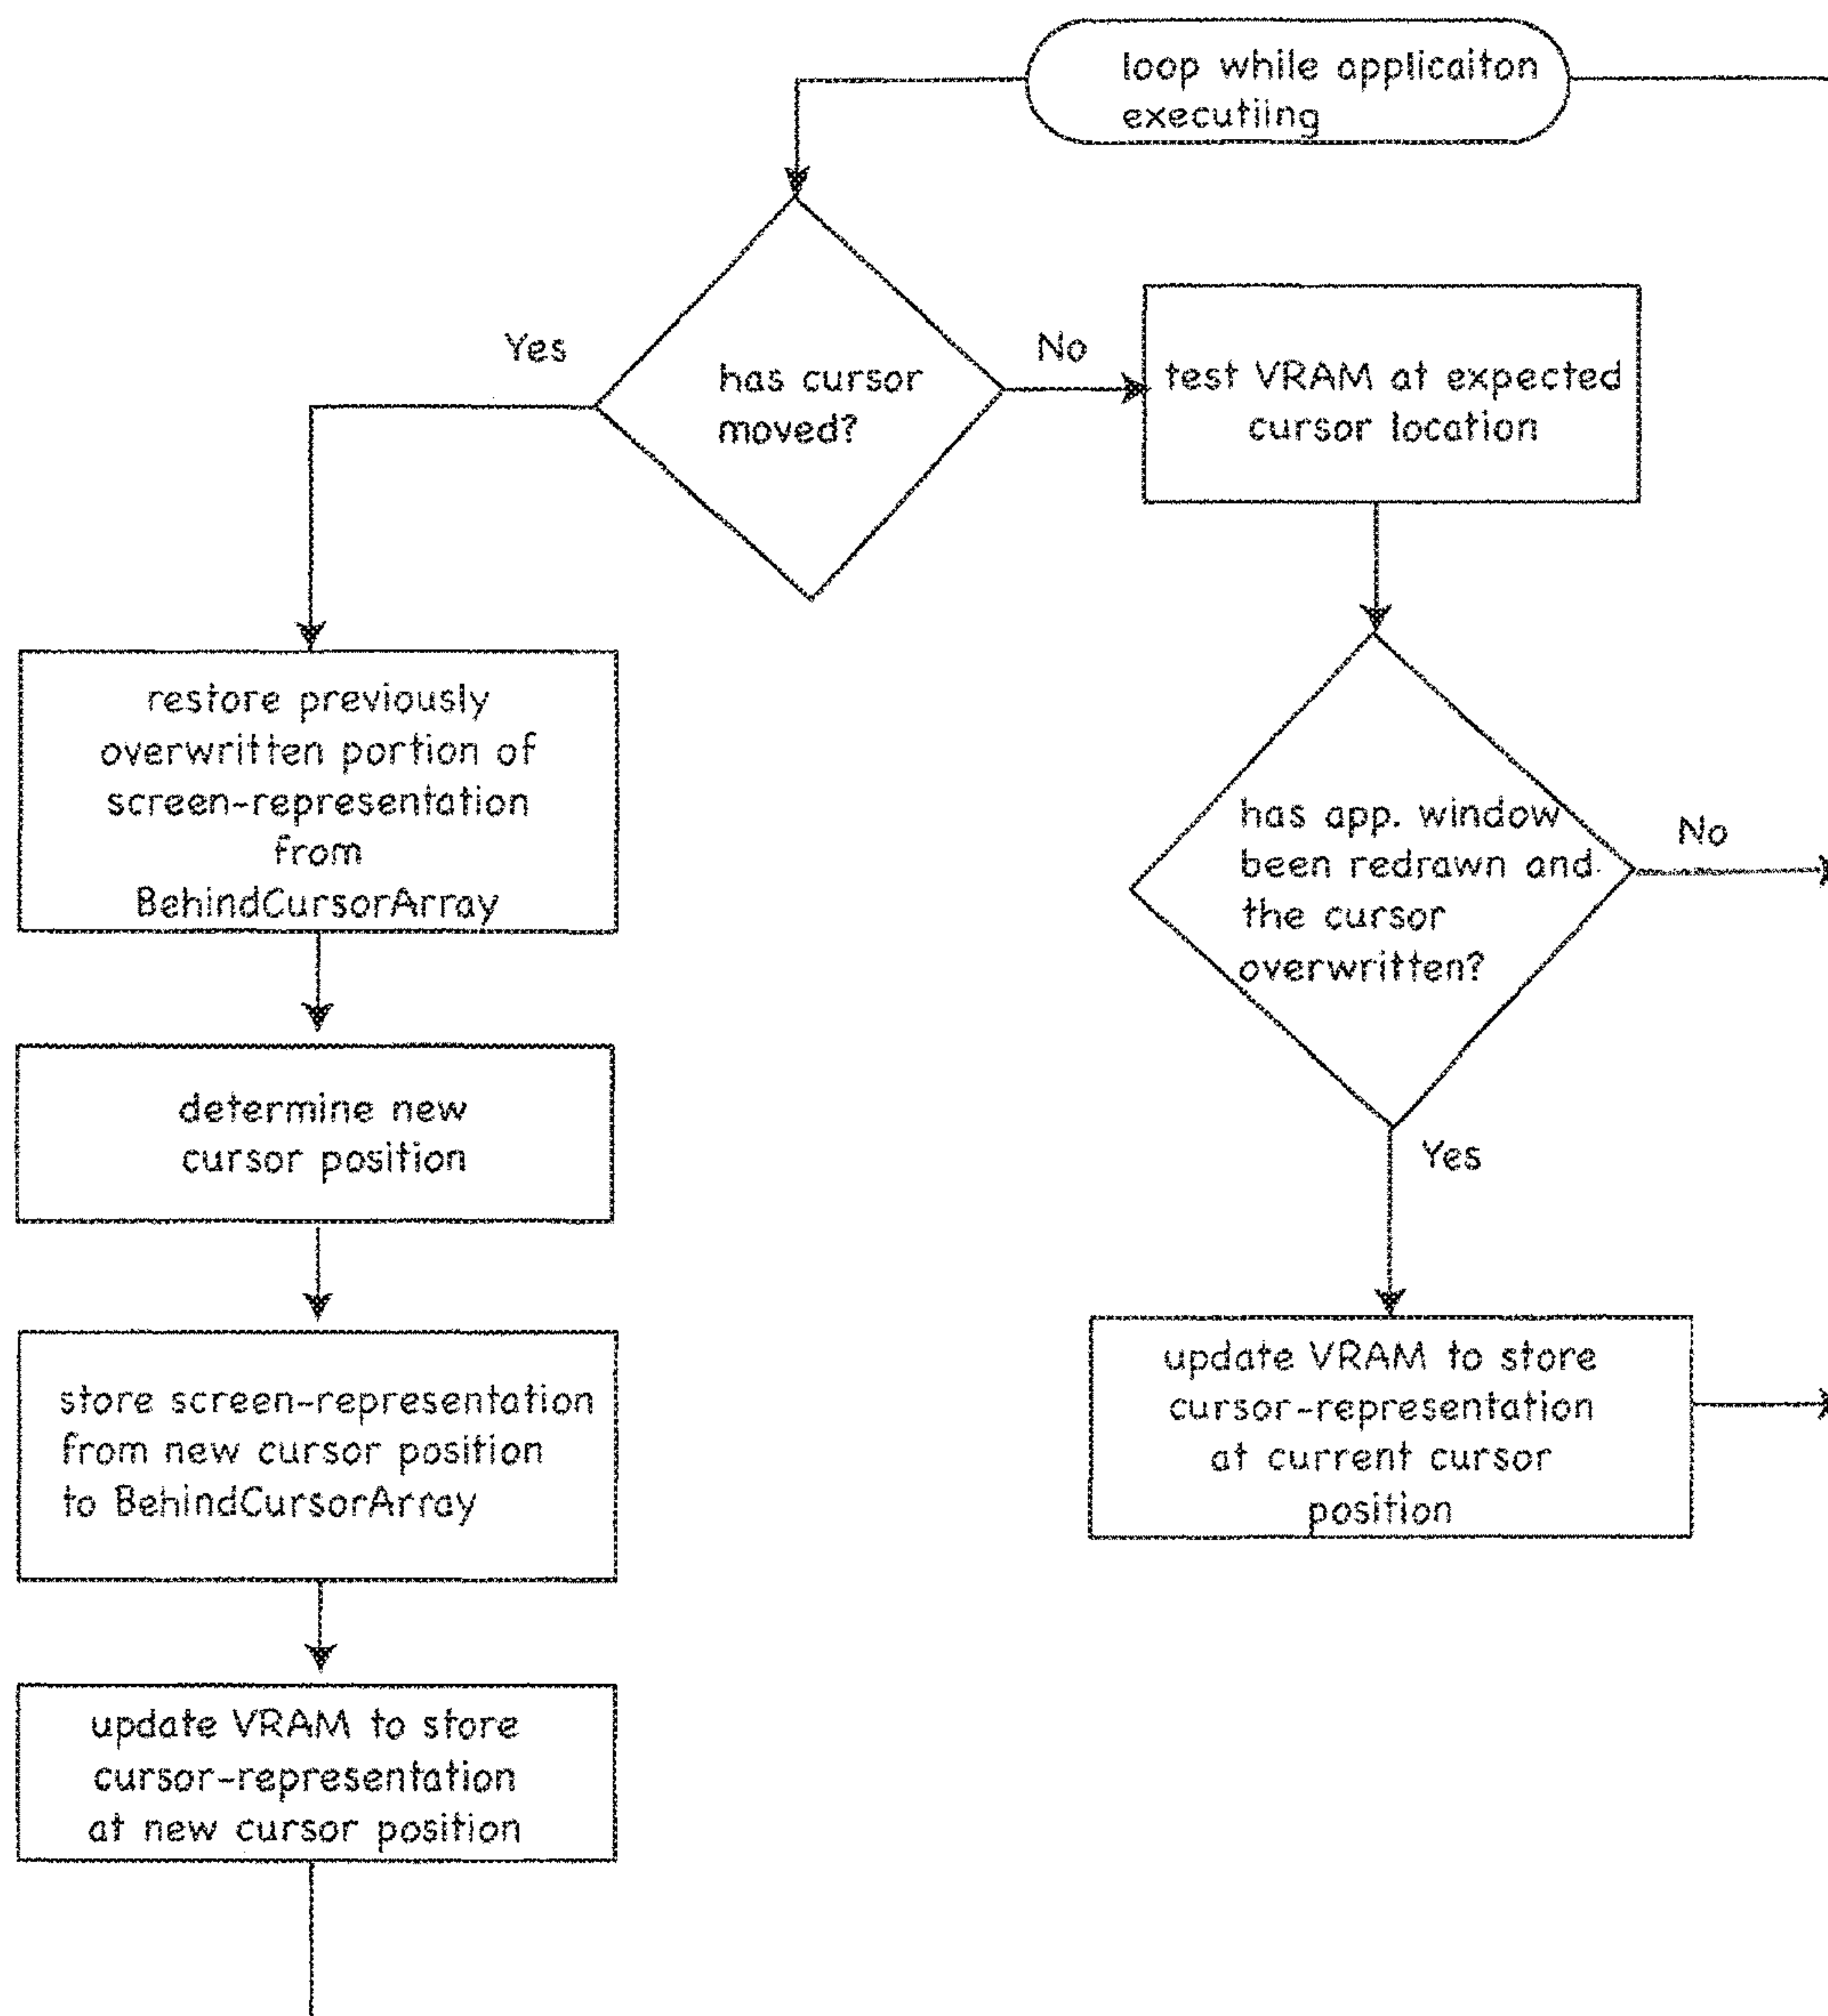 loop while applicaiton
executiing
Yes
has cursor
moved?
No
test VRAM at expected
cursor location
restore previously
overwritten portion of
screen-representation
from
BehindCursorArray
has app. window
been redrawn and
the cursor
overwritten?
No
Yes
determine new
cursor position
store screen-representation
from new cursor position
to BehindCursorArray
update VRAM to store
cursor-representation
at current cursor
position
update VRAM to store
cursor-representation
at new cursor position